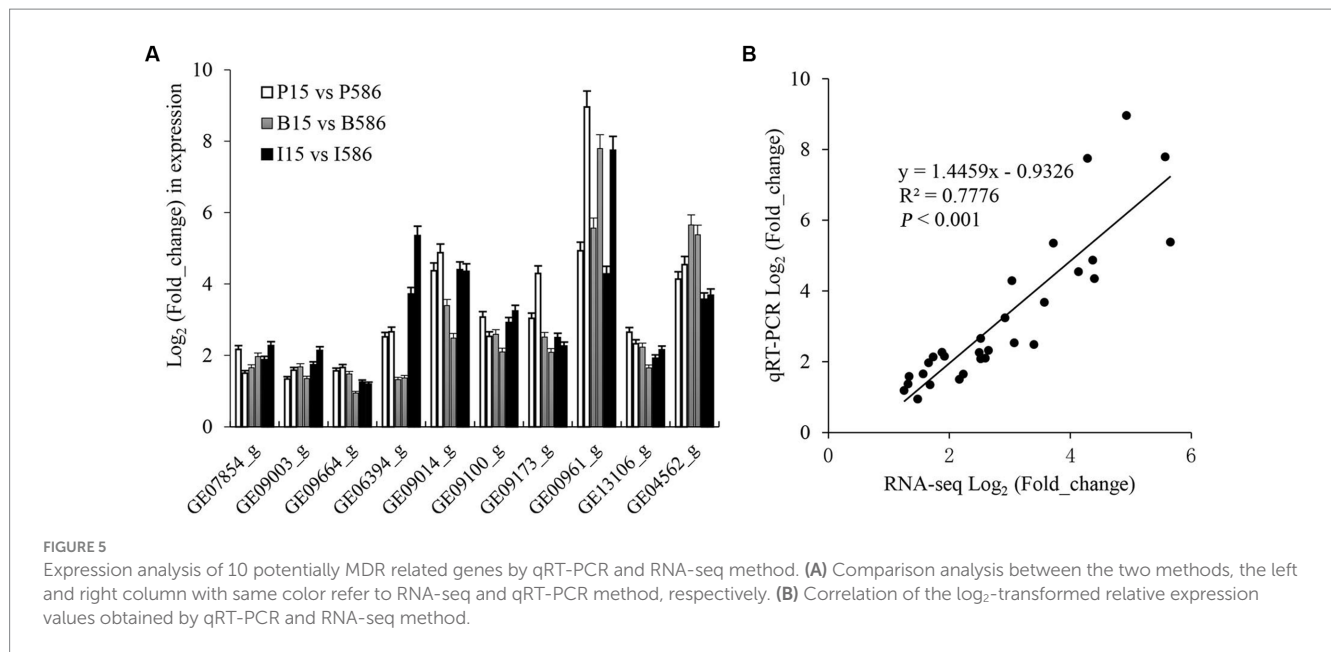 A
Log₂ (Fold_change) in expression
10
8
6
4
2
0
P15 vs P586
B15 vs B586
I15 vs I586
GE07854_g
GE09003_g
GE09664_g
GE06394_g
GE09014_g
GE09100_g
GE09173_g
GE00961_g
GE13106_g
GE04562_g
B
qRT-PCR Log₂ (Fold_change)
10
8
6
4
2
0
y = 1.4459x - 0.9326
R² = 0.7776
P < 0.001
0 2 4 6
RNA-seq Log₂ (Fold_change)
FIGURE 5
Expression analysis of 10 potentially MDR related genes by qRT-PCR and RNA-seq method. (A) Comparison analysis between the two methods, the left
and right column with same color refer to RNA-seq and qRT-PCR method, respectively. (B) Correlation of the log₂-transformed relative expression
values obtained by qRT-PCR and RNA-seq method.